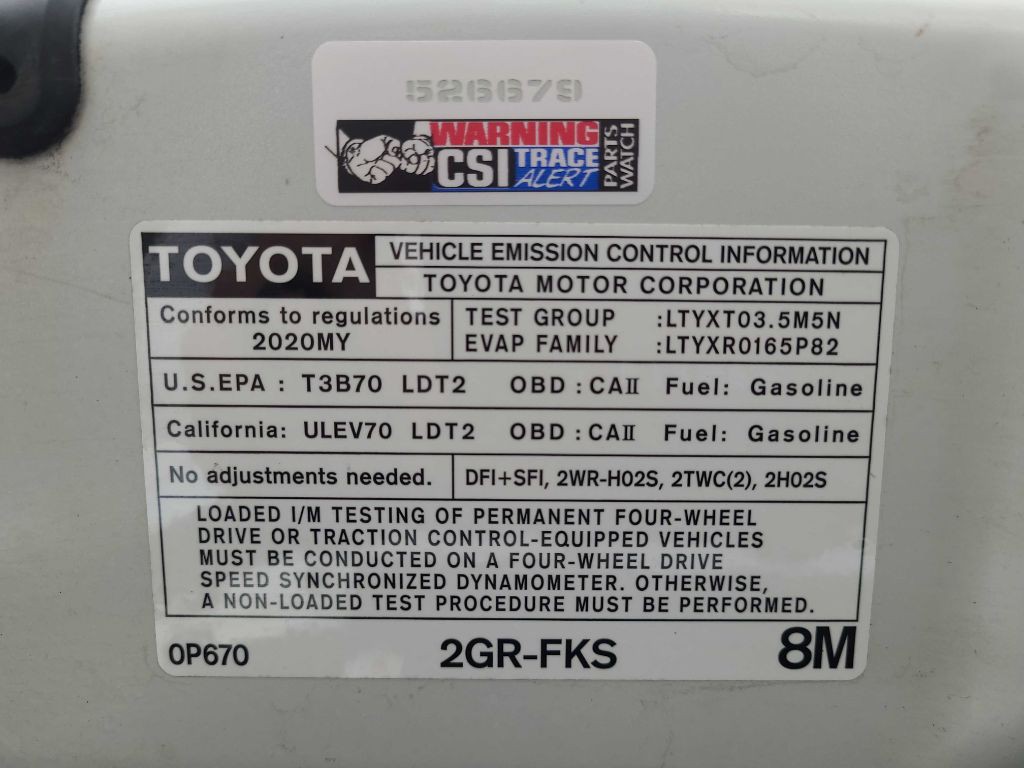 526679
WARNING
CSI TRACE ALERT
PARTS WATCH
TOYOTA
VEHICLE EMISSION CONTROL INFORMATION
TOYOTA MOTOR CORPORATION
Conforms to regulations
2020MY
TEST GROUP :LTYXT03.5M5N
EVAP FAMILY :LTYXR0165P82
U.S.EPA : T3B70 LDT2 OBD : CAII Fuel: Gasoline
California: ULEV70 LDT2 OBD : CAII Fuel: Gasoline
No adjustments needed.
DFI+SFI, 2WR-HO2S, 2TWC(2), 2HO2S
LOADED I/M TESTING OF PERMANENT FOUR-WHEEL
DRIVE OR TRACTION CONTROL-EQUIPPED VEHICLES
MUST BE CONDUCTED ON A FOUR-WHEEL DRIVE
SPEED SYNCHRONIZED DYNAMOMETER. OTHERWISE,
A NON-LOADED TEST PROCEDURE MUST BE PERFORMED.
0P670 2GR-FKS 8M